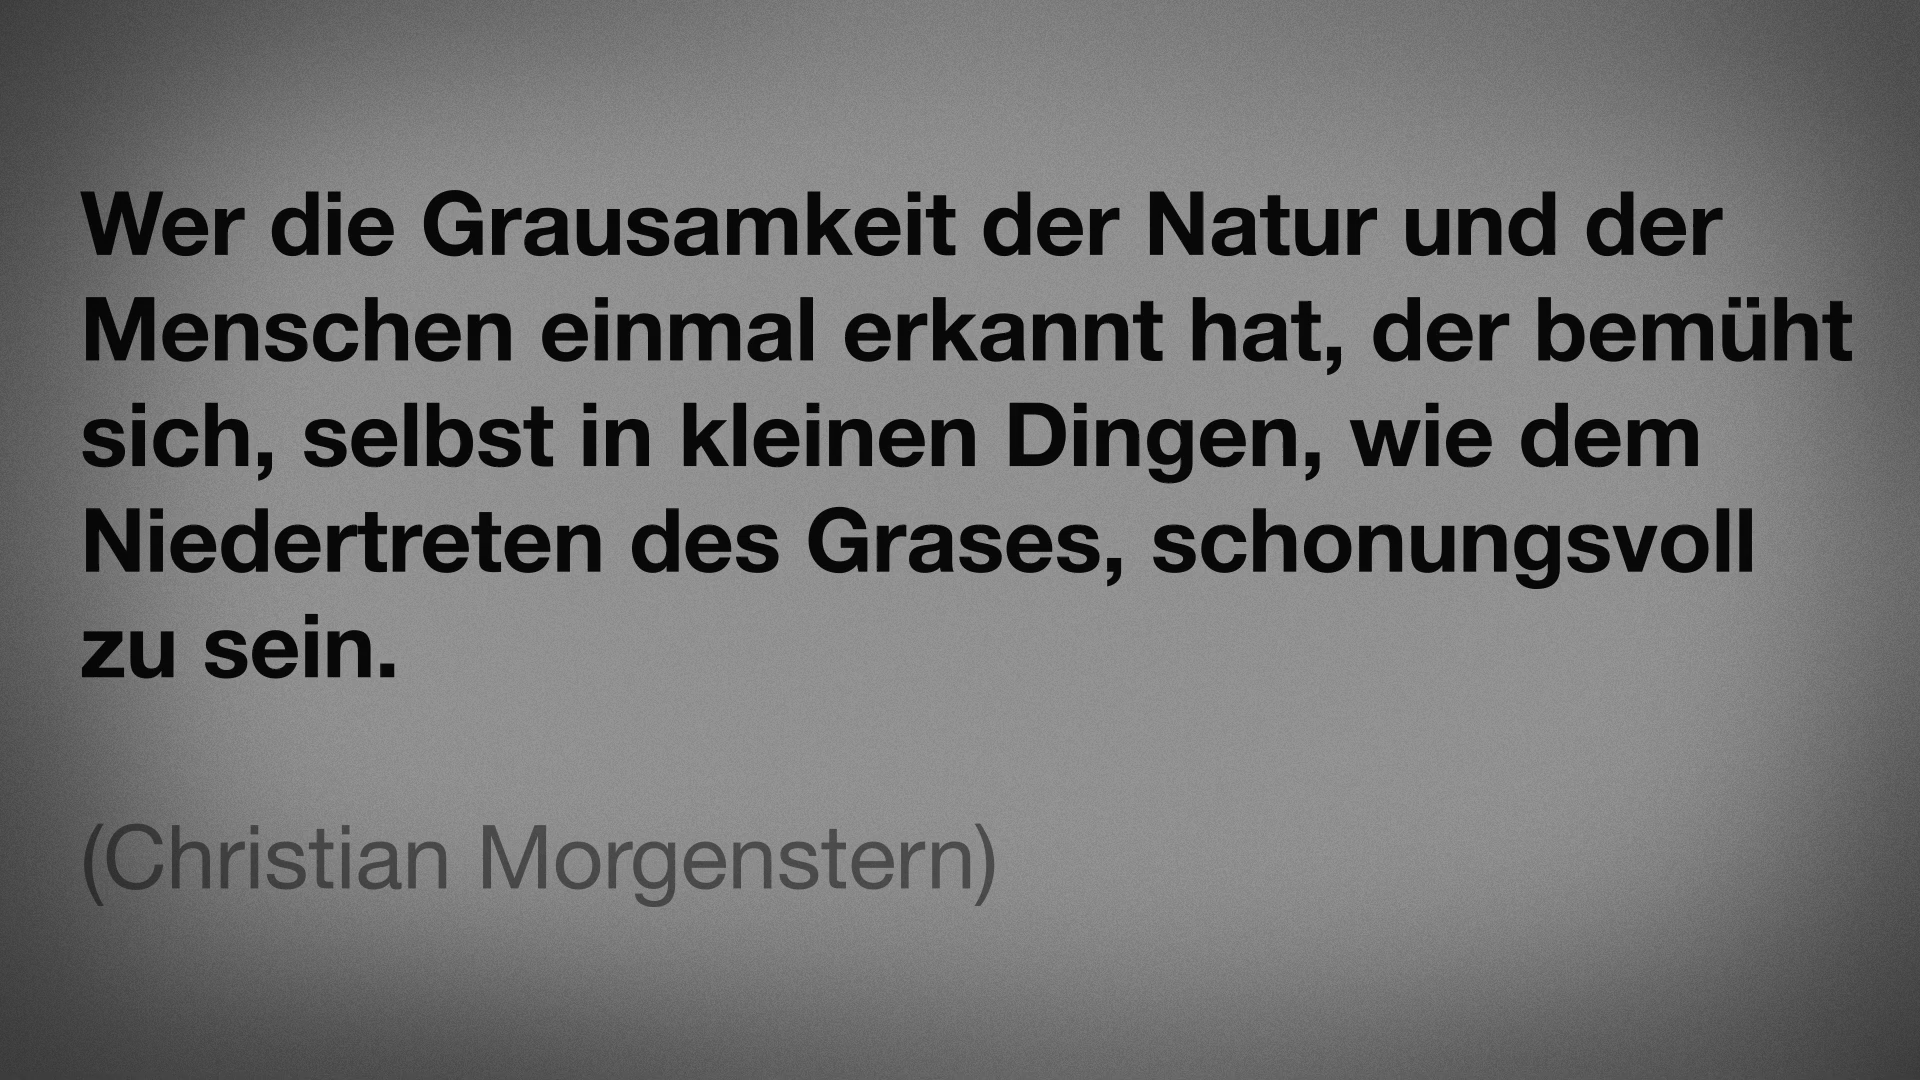 Wer die Grausamkeit der Natur und der
Menschen einmal erkannt hat, der bemüht
sich, selbst in kleinen Dingen, wie dem
Niedertreten des Grases, schonungsvoll
zu sein.
(Christian Morgenstern)